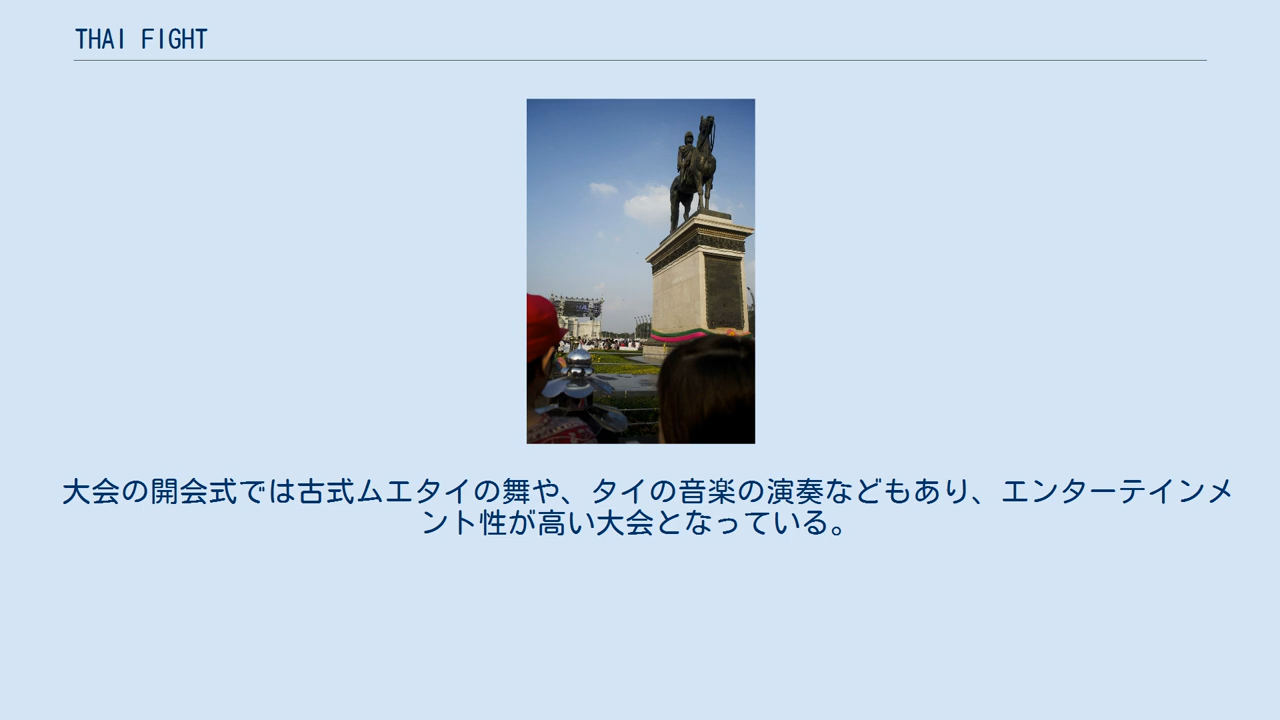 THAI FIGHT
大会の開会式では古式ムエタイの舞や、タイの音楽の演奏などもあり、エンターテインメ
ント性が高い大会となっている。